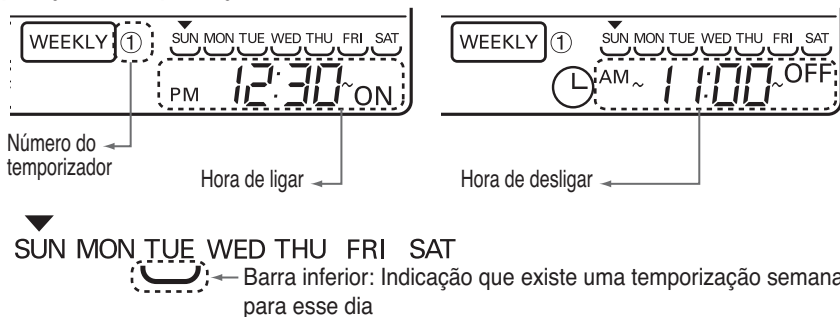 WEEKLY ① SUN MON TUE WED THU FRI SAT
PM 12:30~ON
WEEKLY ① SUN MON TUE WED THU FRI SAT
AM~ 11:00~OFF
Número do
temporizador
Hora de ligar
Hora de desligar
SUN MON TUE WED THU FRI SAT
Barra inferior: Indicação que existe uma temporização semana
para esse dia